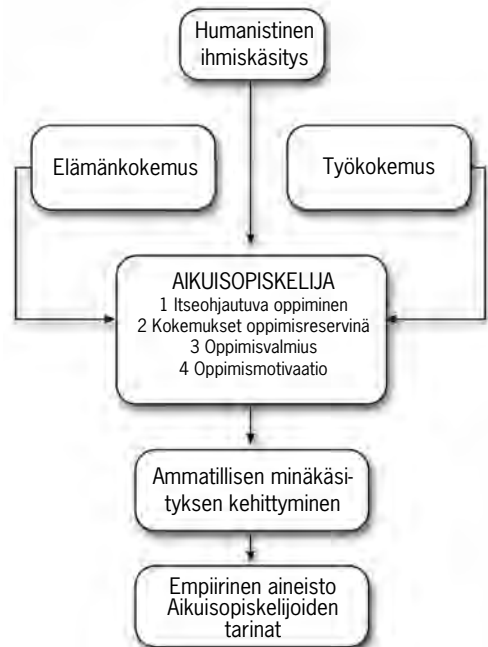 Humanistinen
ihmiskäsitys
Elämänkokemus
Työkokemus
AIKUISOPISKELIJA
1 Itseohjautuva oppiminen
2 Kokemukset oppimisreservinä
3 Oppimisvalmius
4 Oppimismotivaatio
Ammatillisen minäkäsi-
tyksen kehittyminen
Empiirinen aineisto
Aikuisopiskelijoiden
tarinat